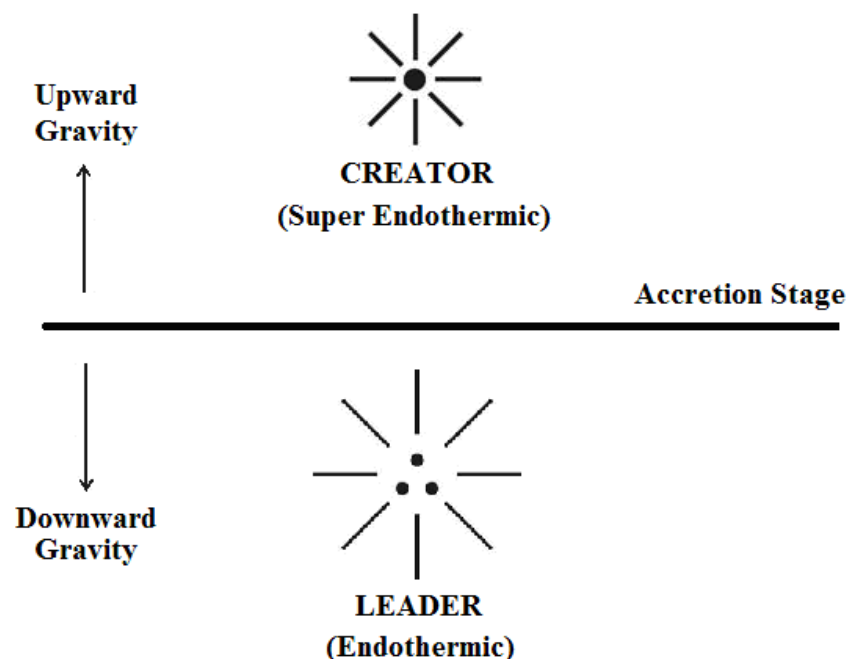 Upward
Gravity
CREATOR
(Super Endothermic)
Accretion Stage
Downward
Gravity
LEADER
(Endothermic)